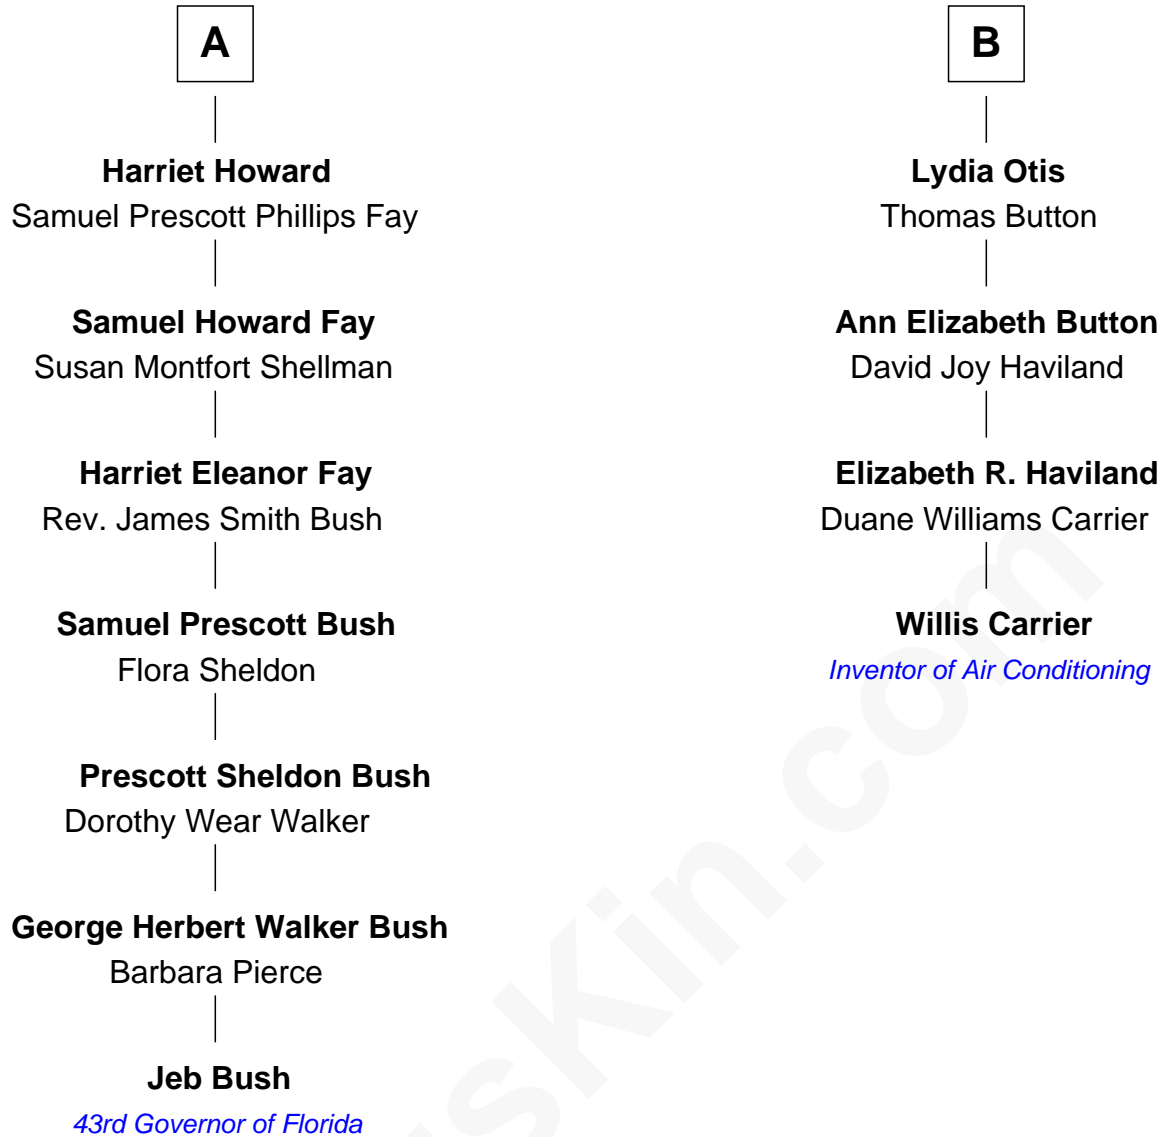 A
Harriet Howard
Samuel Prescott Phillips Fay
Samuel Howard Fay
Susan Montfort Shellman
Harriet Eleanor Fay
Rev. James Smith Bush
Samuel Prescott Bush
Flora Sheldon
Prescott Sheldon Bush
Dorothy Wear Walker
George Herbert Walker Bush
Barbara Pierce
Jeb Bush
43rd Governor of Florida
B
Lydia Otis
Thomas Button
Ann Elizabeth Button
David Joy Haviland
Elizabeth R. Haviland
Duane Williams Carrier
Willis Carrier
Inventor of Air Conditioning
usKin.com